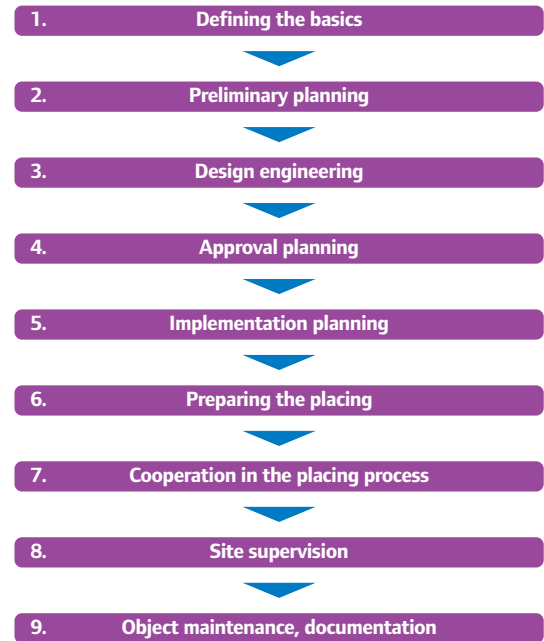 1. Defining the basics
2. Preliminary planning
3. Design engineering
4. Approval planning
5. Implementation planning
6. Preparing the placing
7. Cooperation in the placing process
8. Site supervision
9. Object maintenance, documentation